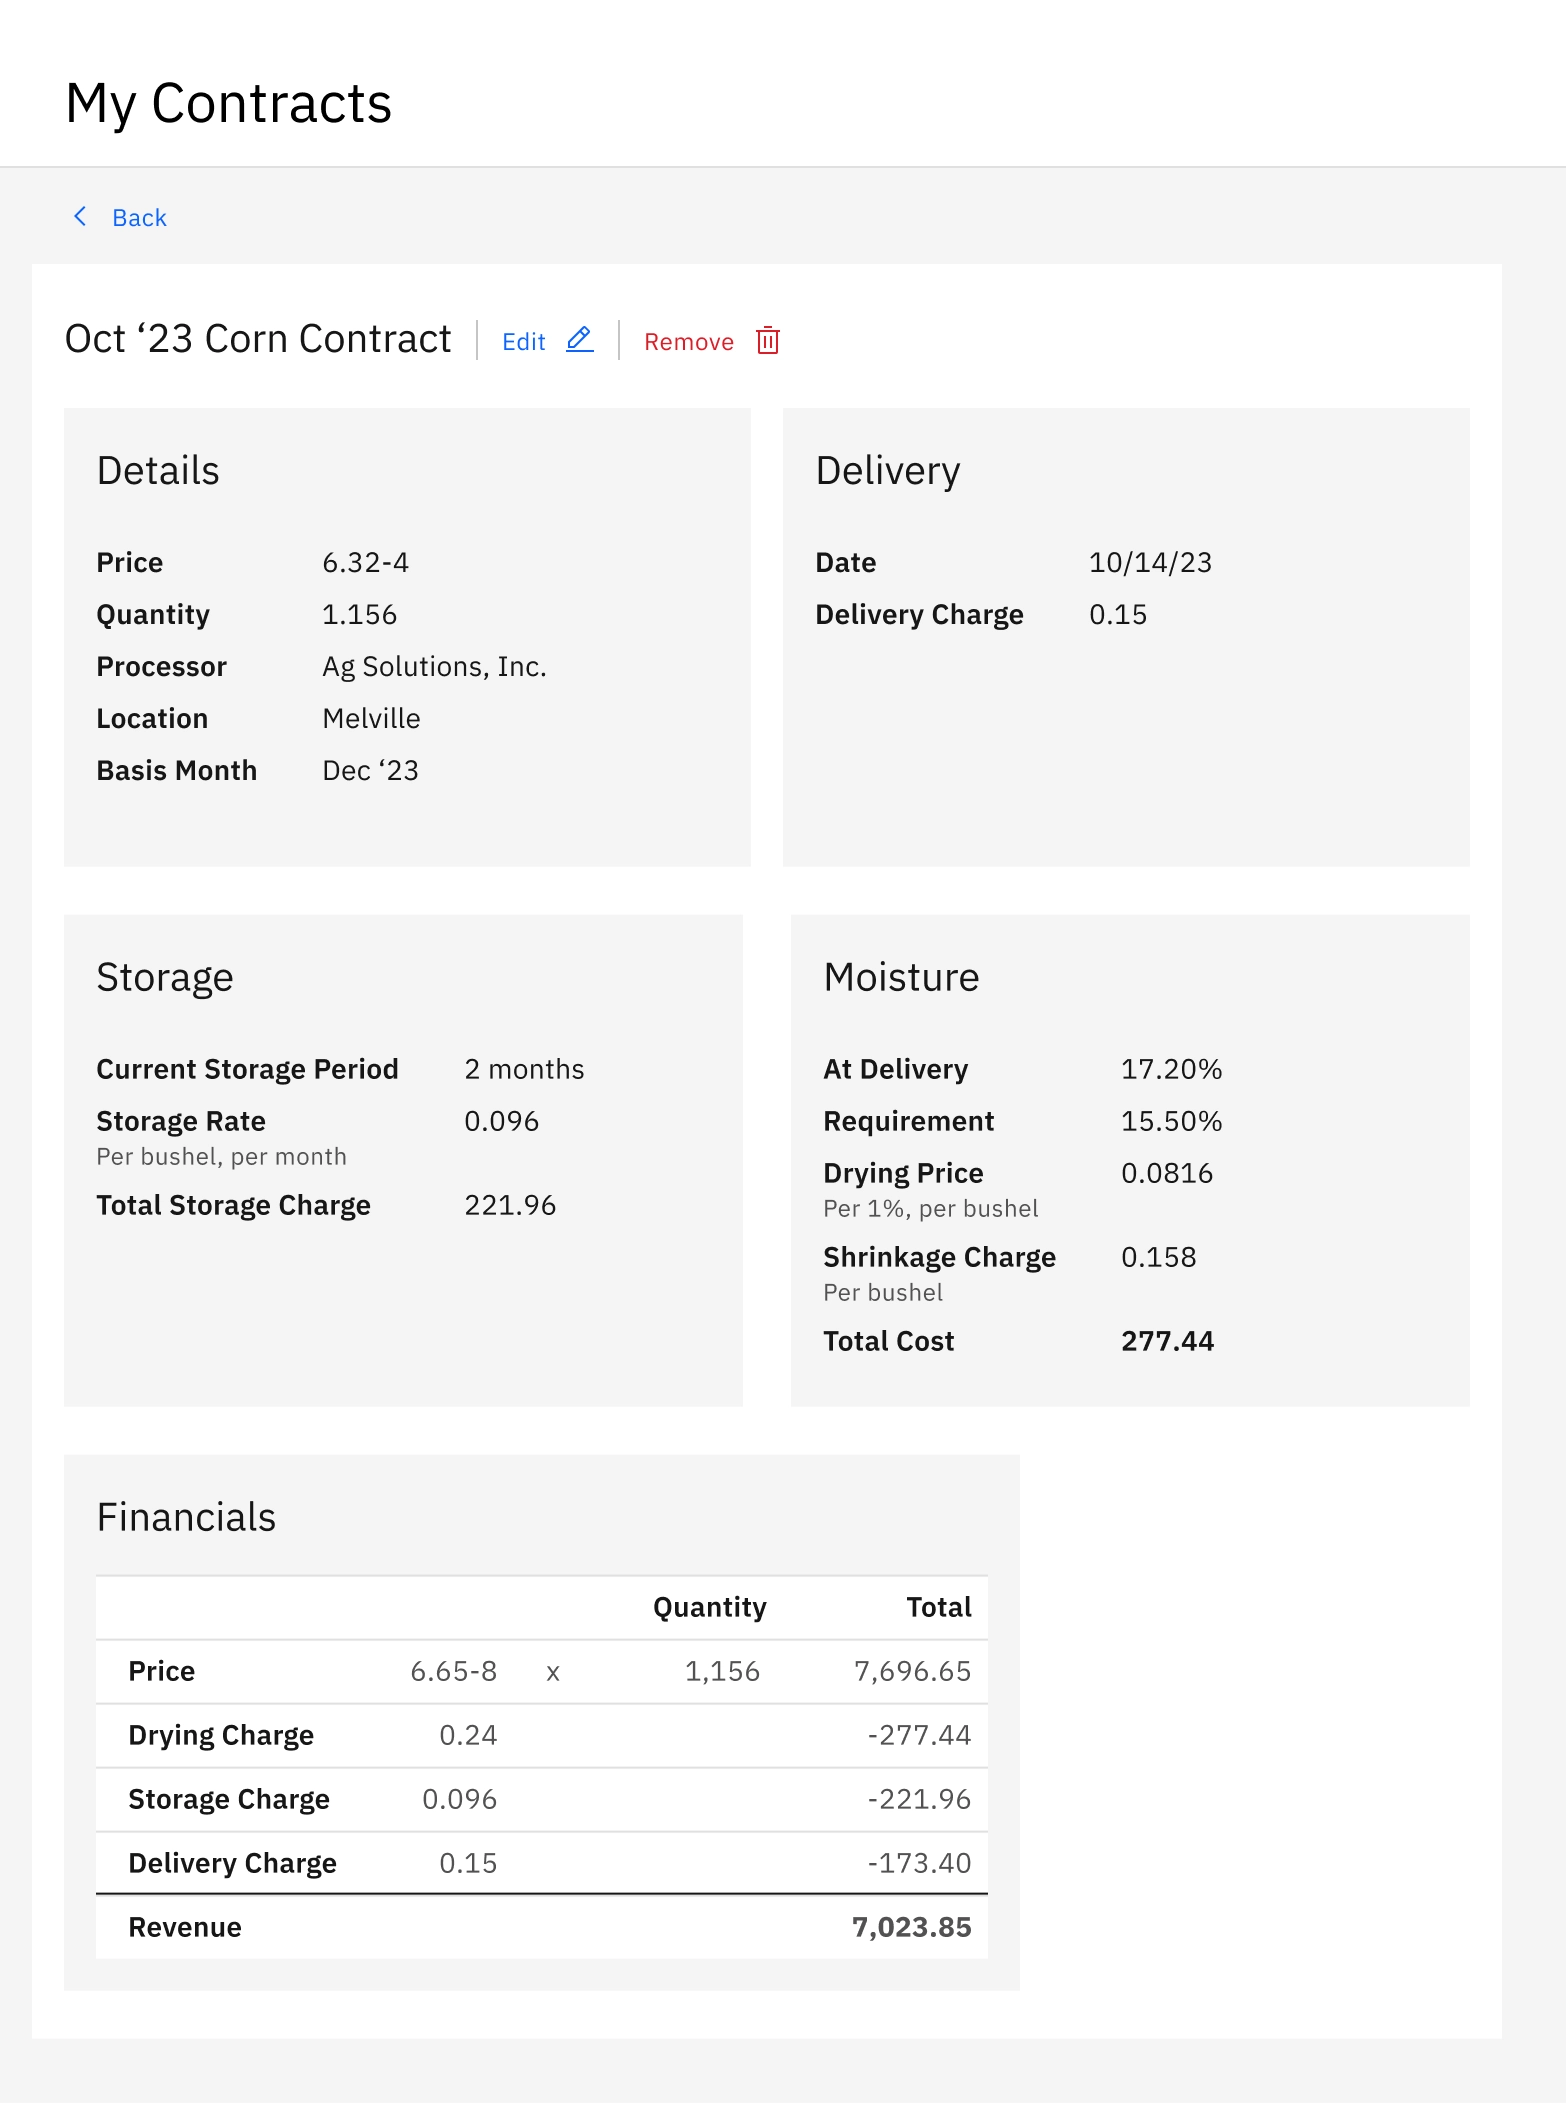 My Contracts
Back
Oct ‘23 Corn Contract Edit Remove
Details
Price 6.32-4
Quantity 1.156
Processor Ag Solutions, Inc.
Location Melville
Basis Month Dec ‘23
Delivery
Date 10/14/23
Delivery Charge 0.15
Storage
Current Storage Period 2 months
Storage Rate 0.096
Per bushel, per month
Total Storage Charge 221.96
Moisture
At Delivery 17.20%
Requirement 15.50%
Drying Price 0.0816
Per 1%, per bushel
Shrinkage Charge 0.158
Per bushel
Total Cost 277.44
Financials
Quantity Total
Price 6.65-8 x 1,156 7,696.65
Drying Charge 0.24 -277.44
Storage Charge 0.096 -221.96
Delivery Charge 0.15 -173.40
Revenue 7,023.85